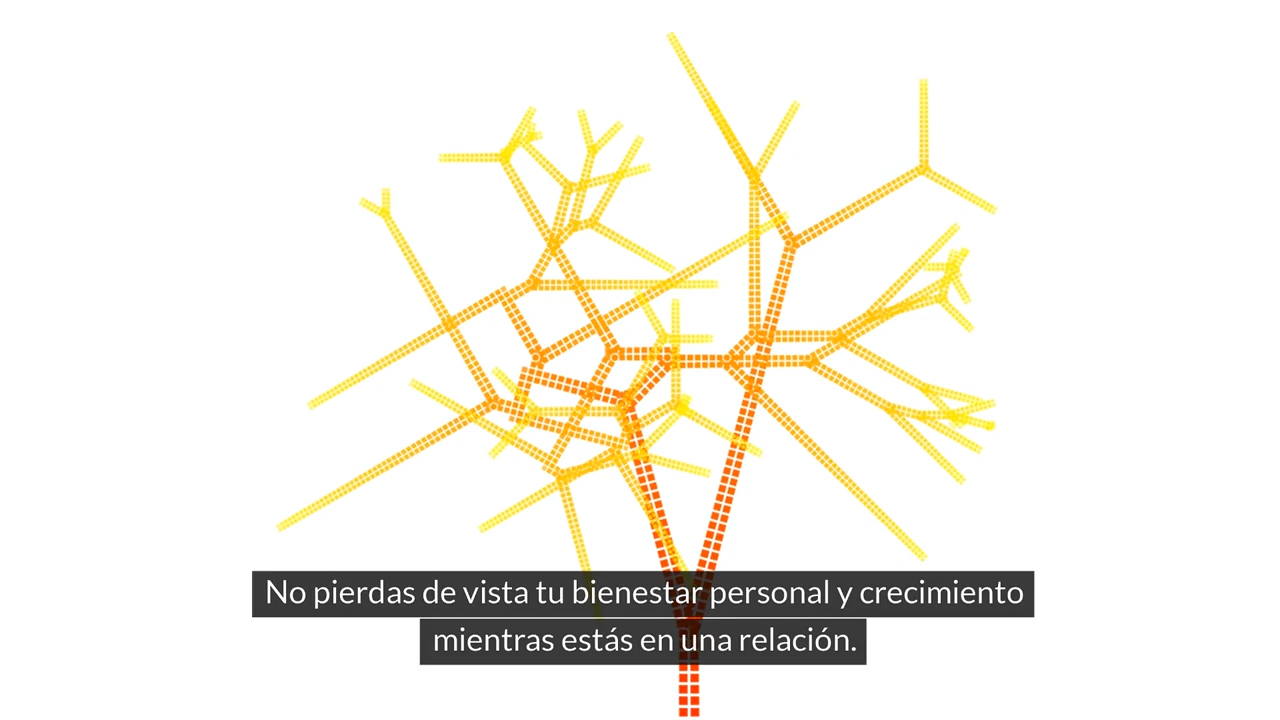 No pierdas de vista tu bienestar personal y crecimiento
mientras estás en una relación.